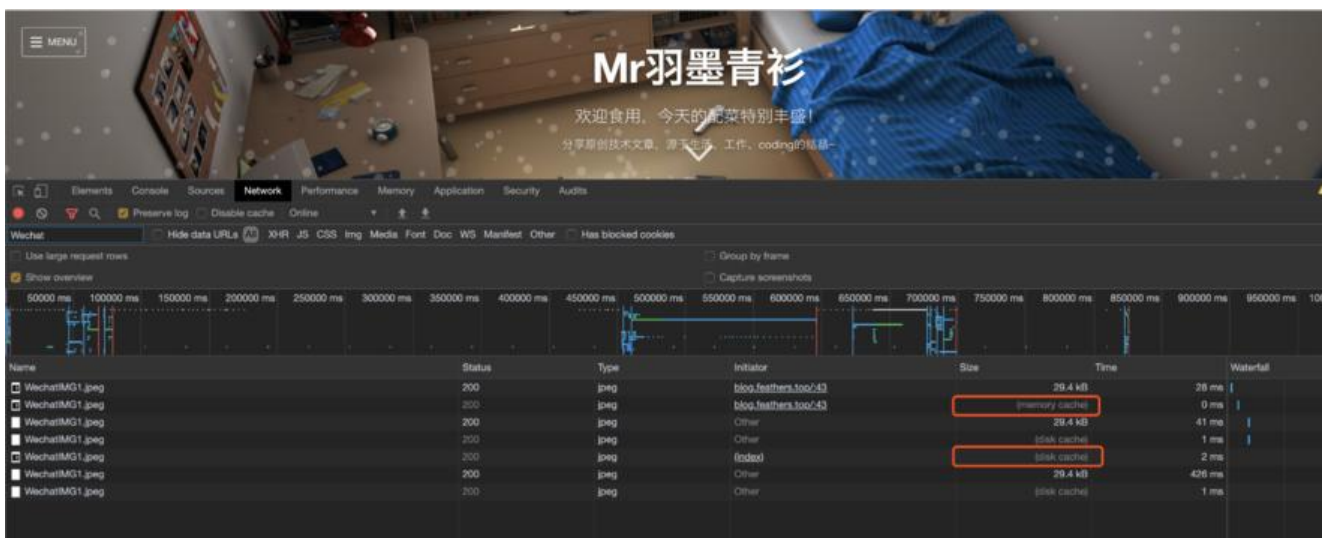 MENU
Mr羽墨青衫
欢迎食用，今天的配菜特别丰盛！
分享原创技术文章，源于生活、工作、coding的结晶~
Elements Console Sources Network Performance Memory Application Security Audits
Preserve log Disable cache Online
Wechat Hide data URLs All XHR JS CSS Img Media Font Doc WS Manifest Other Has blocked cookies
Use large request rows Group by frame
Show overview Capture screenshots
50000 ms 100000 ms 150000 ms 200000 ms 250000 ms 300000 ms 350000 ms 400000 ms 450000 ms 500000 ms 550000 ms 600000 ms 650000 ms 700000 ms 750000 ms 800000 ms 850000 ms 900000 ms 950000 ms 10
Name Status Type Initiator Size Time Waterfall
WechatIMG1.jpeg 200 jpeg blog.feathers.top/:43 29.4 kB 26 ms
WechatIMG1.jpeg 200 jpeg blog.feathers.top/:43 (memory cache) 0 ms
WechatIMG1.jpeg 200 jpeg Other 29.4 kB 41 ms
WechatIMG1.jpeg 200 jpeg Other (disk cache) 1 ms
WechatIMG1.jpeg 200 jpeg (index) (disk cache) 2 ms
WechatIMG1.jpeg 200 jpeg Other 29.4 kB 426 ms
WechatIMG1.jpeg 200 jpeg Other (disk cache) 1 ms